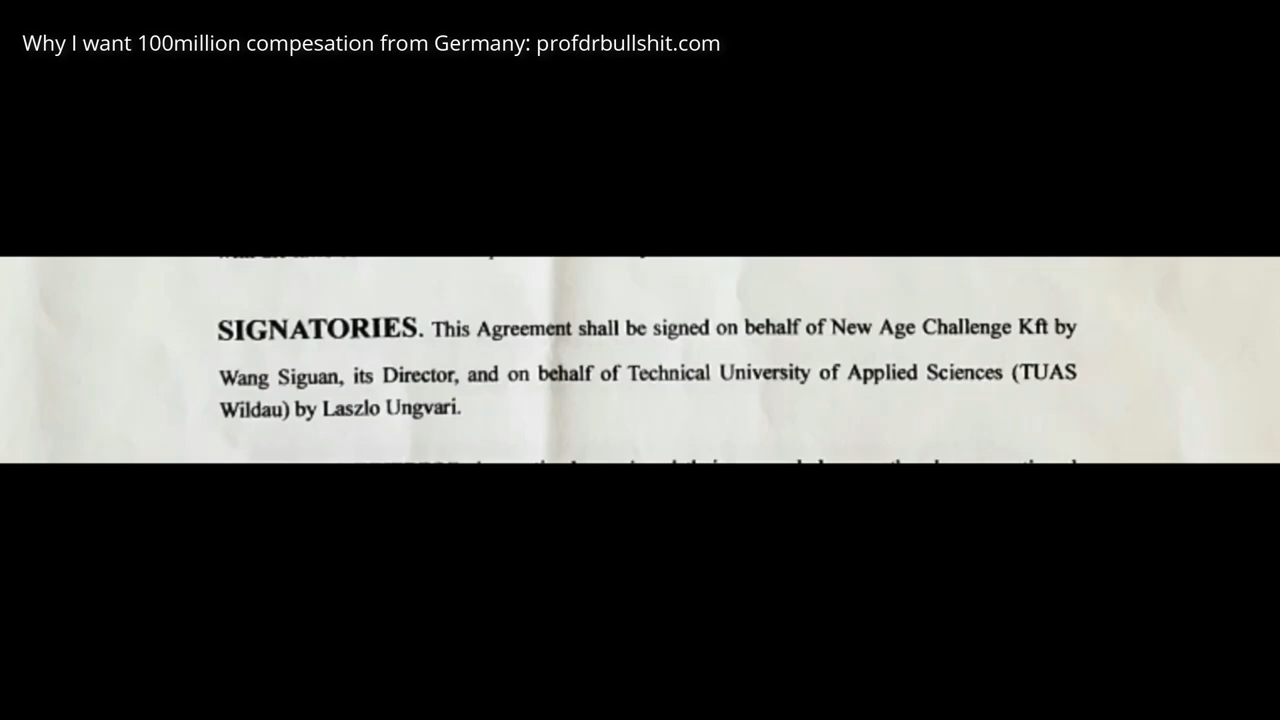 Why I want 100million compesation from Germany: profdrbullshit.com
SIGNATORIES. This Agreement shall be signed on behalf of New Age Challenge Kft by
Wang Siguan, its Director, and on behalf of Technical University of Applied Sciences (TUAS
Wildau) by Laszlo Ungvari.